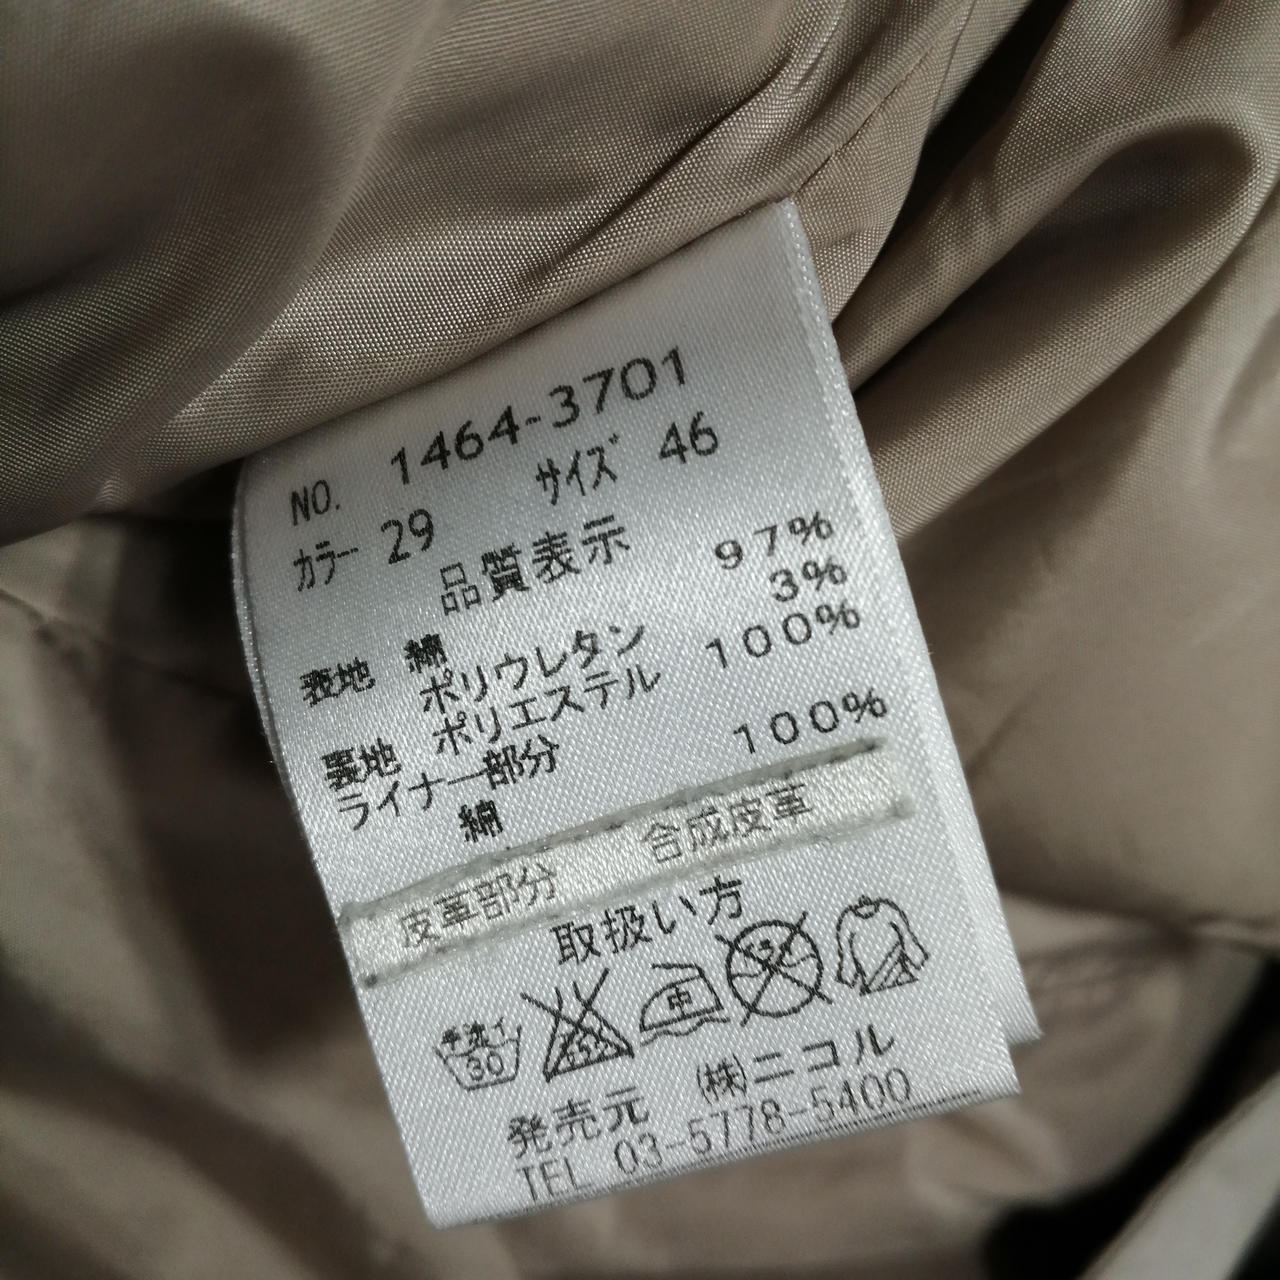 NO. 1464-3701
ｶﾗｰ 29 ｻｲｽﾞ 46
品質表示
表地 綿 97%
ポリウレタン 3%
裏地 ポリエステル 100%
ライナー部分
綿 100%
皮革部分 合成皮革
取扱い方
手洗イ 30 中
発売元 (株)ニコル
TEL 03-5778-5400